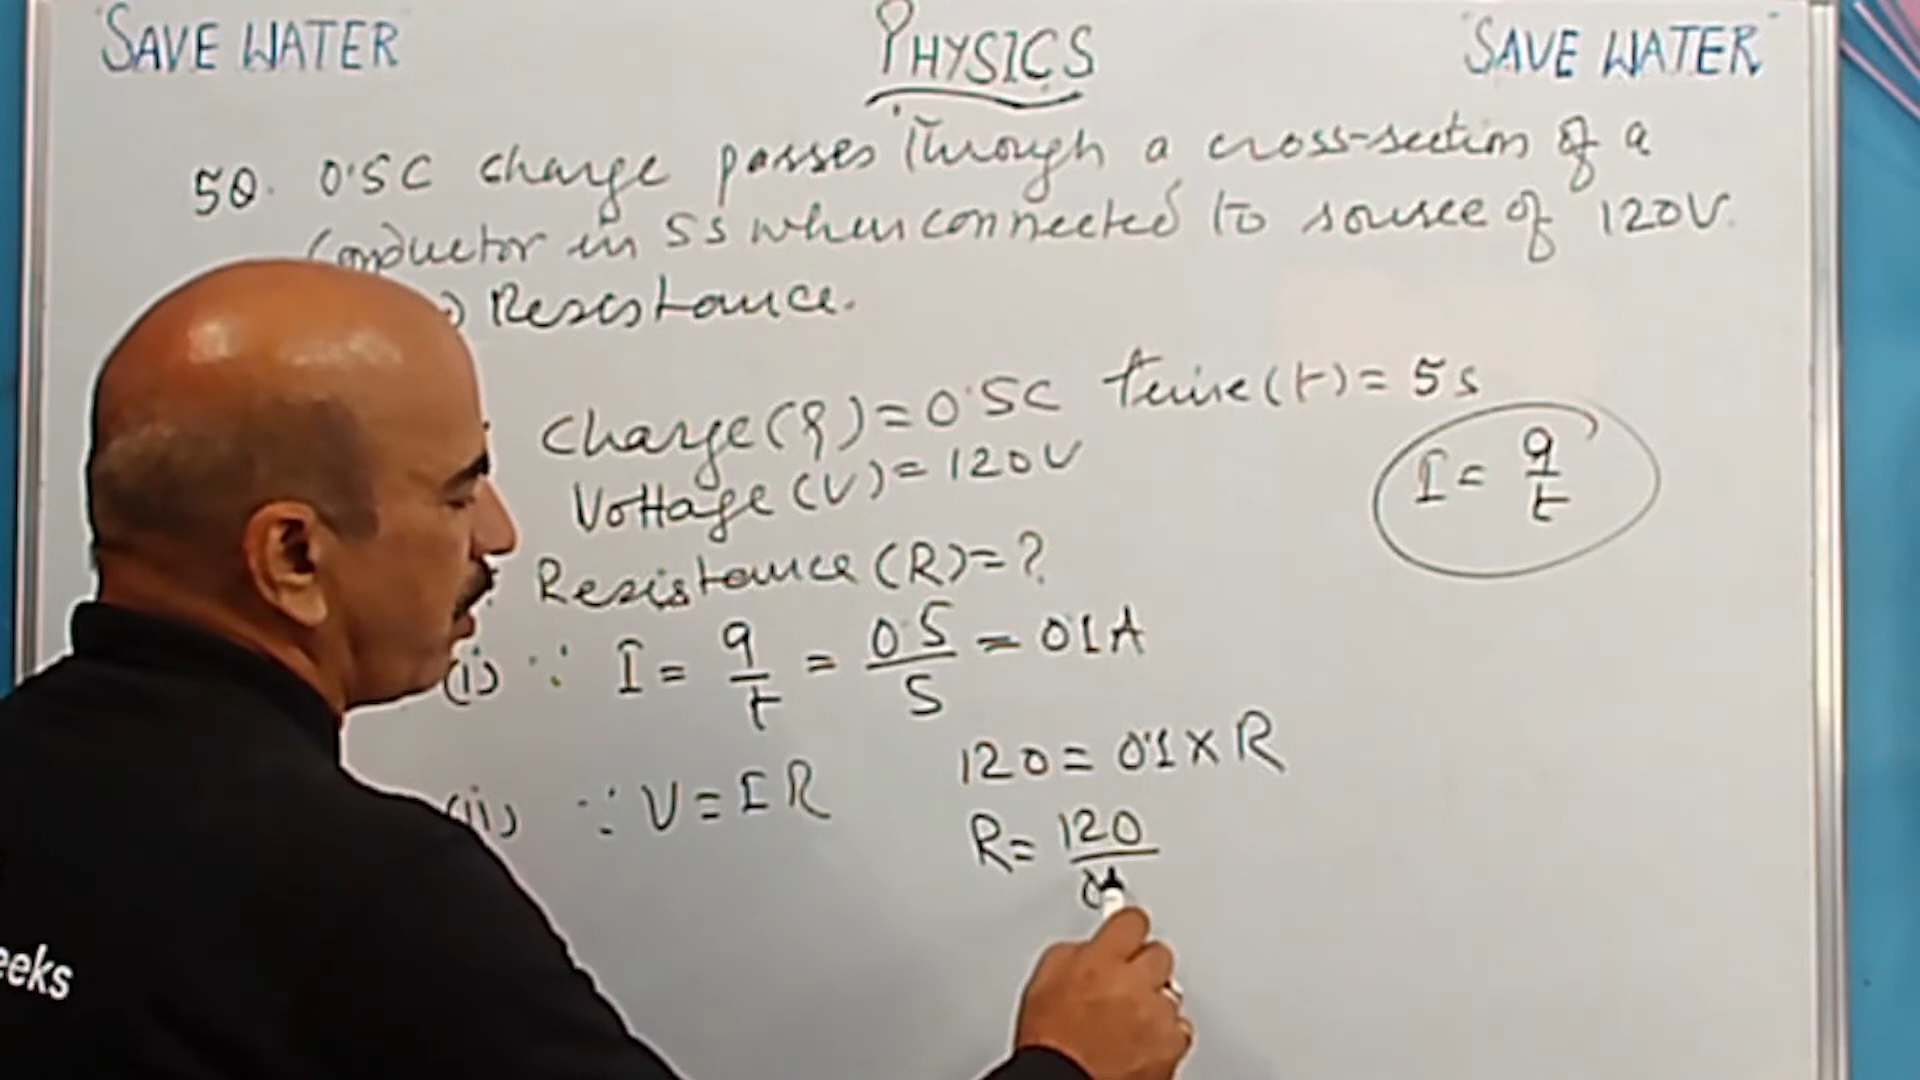 "SAVE WATER
PHYSICS
"SAVE WATER"
50. 0.5C charge passes through a cross-section of a
Conductor in 5s when connected to source of 120V.
) Resistance.
Charge(q)=0.5C time(t)=5s
Voltage(V)=120V
I= q/t
Resistance(R)=?
(i) ∵ I= q/t = 0.5/5 = 0.1A
(ii) ∵ V=IR
120= 0.1×R
R= 120/
eeks